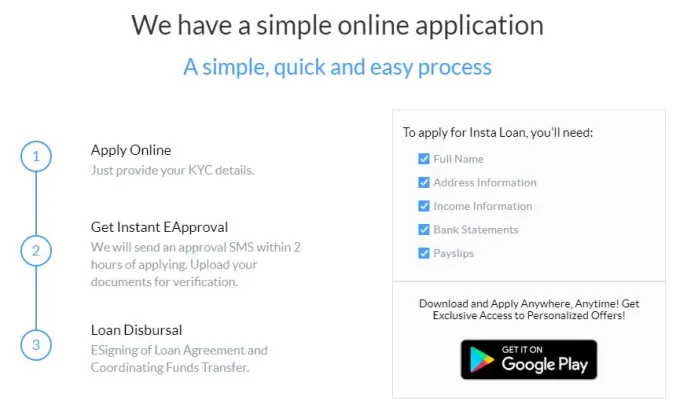 We have a simple online application
A simple, quick and easy process
1
Apply Online
Just provide your KYC details.
2
Get Instant EApproval
We will send an approval SMS within 2
hours of applying. Upload your
documents for verification.
3
Loan Disbursal
ESigning of Loan Agreement and
Coordinating Funds Transfer.
To apply for Insta Loan, you'll need:
Full Name
Address Information
Income Information
Bank Statements
Payslips
Download and Apply Anywhere, Anytime! Get
Exclusive Access to Personalized Offers!
GET IT ON
Google Play